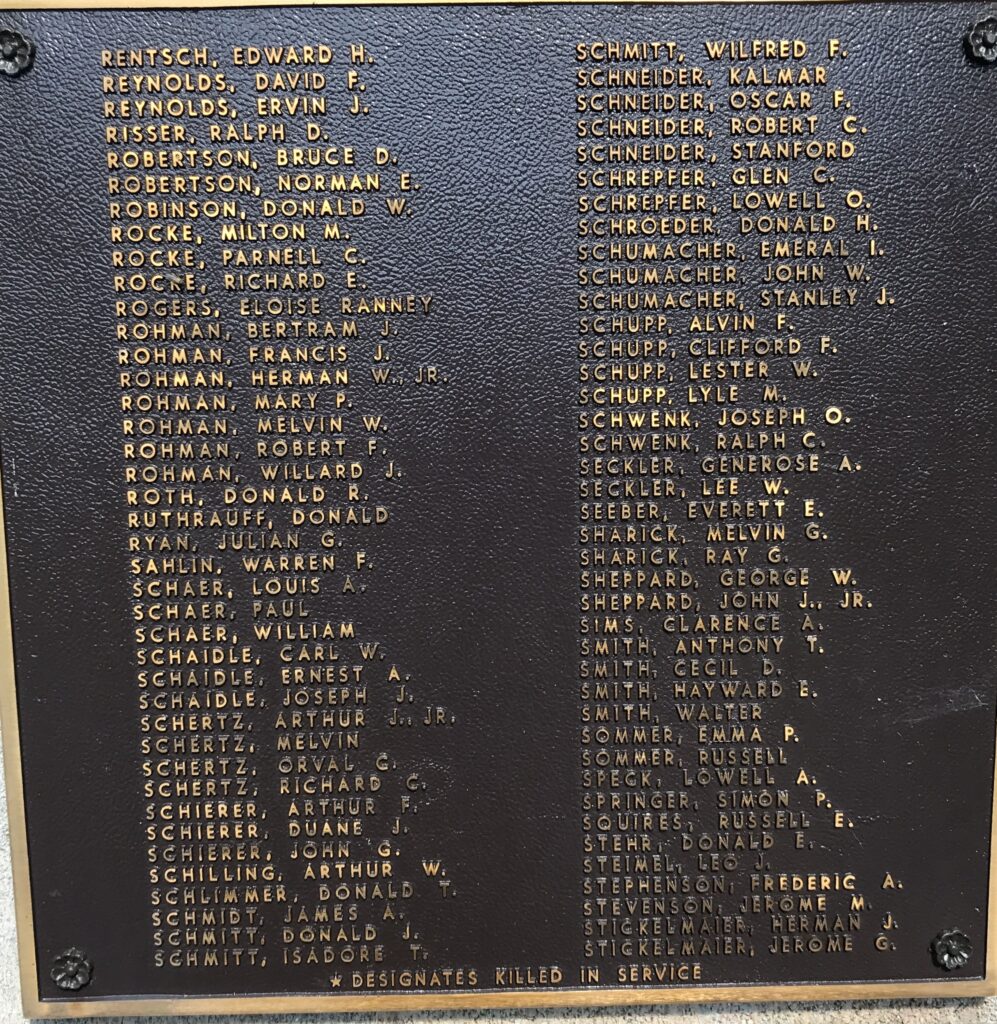 RENTSCH, EDWARD H.
REYNOLDS, DAVID F.
REYNOLDS, ERVIN J.
RISSER, RALPH D.
ROBERTSON, BRUCE D.
ROBERTSON, NORMAN E.
ROBINSON, DONALD W.
ROCKE, MILTON M.
ROCKE, PARNELL C.
ROCKE, RICHARD E.
ROGERS, ELOISE RANNEY
ROHMAN, BERTRAM J.
ROHMAN, FRANCIS J.
ROHMAN, HERMAN W., JR.
ROHMAN, MARY P.
ROHMAN, MELVIN W.
ROHMAN, ROBERT F.
ROHMAN, WILLARD J.
ROTH, DONALD R.
RUTHRAUFF, DONALD
RYAN, JULIAN G.
SAHLIN, WARREN F.
SCHAER, LOUIS A.
SCHAER, PAUL
SCHAER, WILLIAM
SCHAIDLE, CARL W.
SCHAIDLE, ERNEST A.
SCHAIDLE, JOSEPH J.
SCHERTZ, ARTHUR J., JR.
SCHERTZ, MELVIN
SCHERTZ, ORVAL G.
SCHERTZ, RICHARD C.
SCHIERER, ARTHUR F.
SCHIERER, DUANE J.
SCHIERER, JOHN G.
SCHILLING, ARTHUR W.
SCHLIMMER, DONALD T.
SCHMIDT, JAMES A.
SCHMITT, DONALD J.
SCHMITT, ISADORE T.
SCHMITT, WILFRED F.
SCHNEIDER, KALMAR
SCHNEIDER, OSCAR F.
SCHNEIDER, ROBERT C.
SCHNEIDER, STANFORD
SCHREPFER, GLEN C.
SCHREPFER, LOWELL O.
SCHROEDER, DONALD H.
SCHUMACHER, EMERAL I.
SCHUMACHER, JOHN W.
SCHUMACHER, STANLEY J.
SCHUPP, ALVIN F.
SCHUPP, CLIFFORD F.
SCHUPP, LESTER W.
SCHUPP, LYLE M.
SCHWENK, JOSEPH O.
SCHWENK, RALPH C.
SECKLER, GENEROSE A.
SECKLER, LEE W.
SEEBER, EVERETT E.
SHARICK, MELVIN G.
SHARICK, RAY G.
SHEPPARD, GEORGE W.
SHEPPARD, JOHN J., JR.
SIMS, CLARENCE A.
SMITH, ANTHONY T.
SMITH, CECIL D.
SMITH, HAYWARD E.
SMITH, WALTER
SOMMER, EMMA P.
SOMMER, RUSSELL
SPECK, LOWELL A.
SPRINGER, SIMON P.
SQUIRES, RUSSELL E.
STEHR, DONALD E.
STEIMEL, LEO J.
STEPHENSON, FREDERIC A.
STEVENSON, JEROME M.
STICKELMAIER, HERMAN J.
STICKELMAIER, JEROME G.
★ DESIGNATES KILLED IN SERVICE